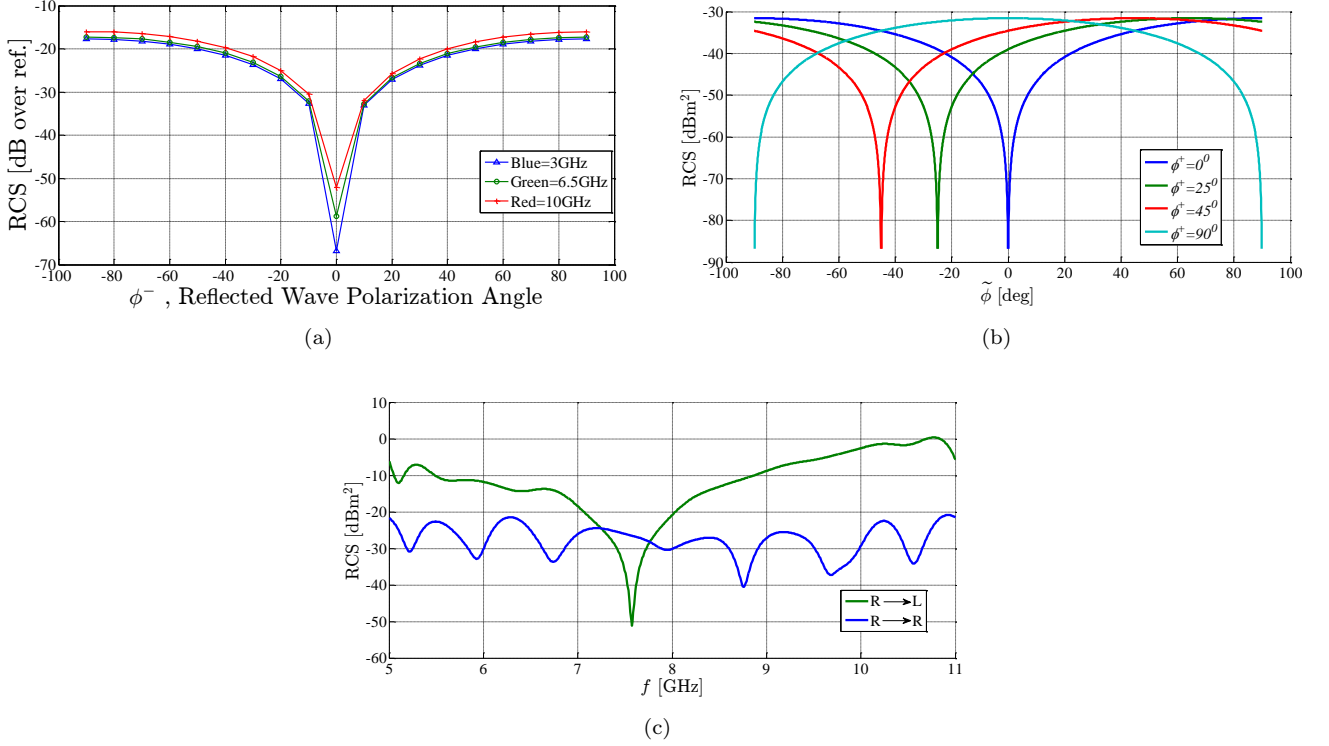 RCS [dB over ref.]
-10
-20
-30
-40
-50
-60
-70
-100 -80 -60 -40 -20 0 20 40 60 80 100
Blue=3GHz
Green=6.5GHz
Red=10GHz
ϕ⁻ , Reflected Wave Polarization Angle
(a)
RCS [dBm²]
-30
-40
-50
-60
-70
-80
-90
-100 -80 -60 -40 -20 0 20 40 60 80 100
ϕ⁺=0⁰
ϕ⁺=25⁰
ϕ⁺=45⁰
ϕ⁺=90⁰
ϕ̃ [deg]
(b)
RCS [dBm²]
10
0
-10
-20
-30
-40
-50
-60
5 6 7 8 9 10 11
R→L
R→R
f [GHz]
(c)